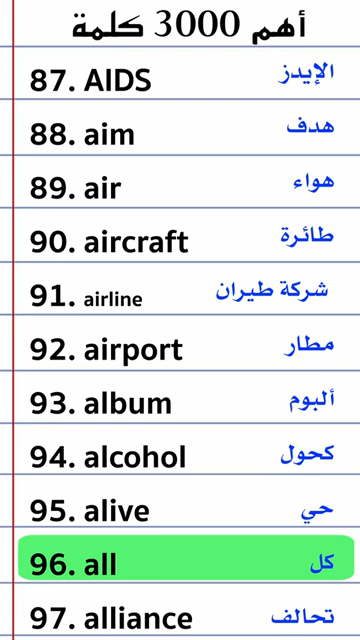 أهم 3000 كلمة
87. AIDS الإيدز
88. aim هدف
89. air هواء
90. aircraft طائرة
91. airline شركة طيران
92. airport مطار
93. album ألبوم
94. alcohol كحول
95. alive حي
96. all كل
97. alliance تحالف